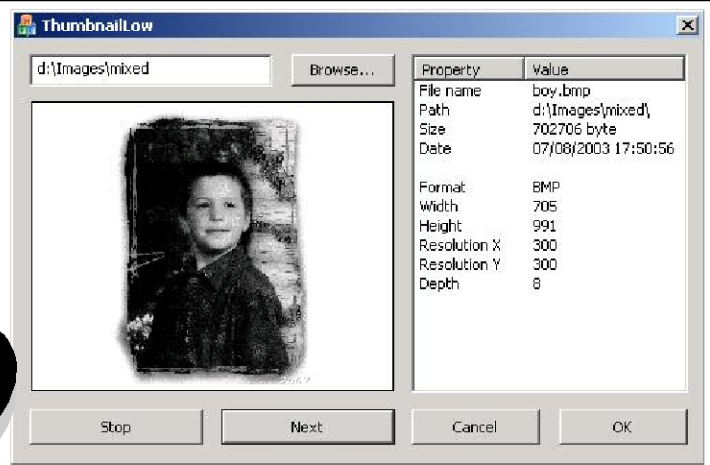 ThumbnailLow
d:\Images\mixed
Browse...
Property Value
File name boy.bmp
Path d:\Images\mixed\
Size 702706 byte
Date 07/08/2003 17:50:56
Format BMP
Width 705
Height 991
Resolution X 300
Resolution Y 300
Depth 8
Stop
Next
Cancel
OK